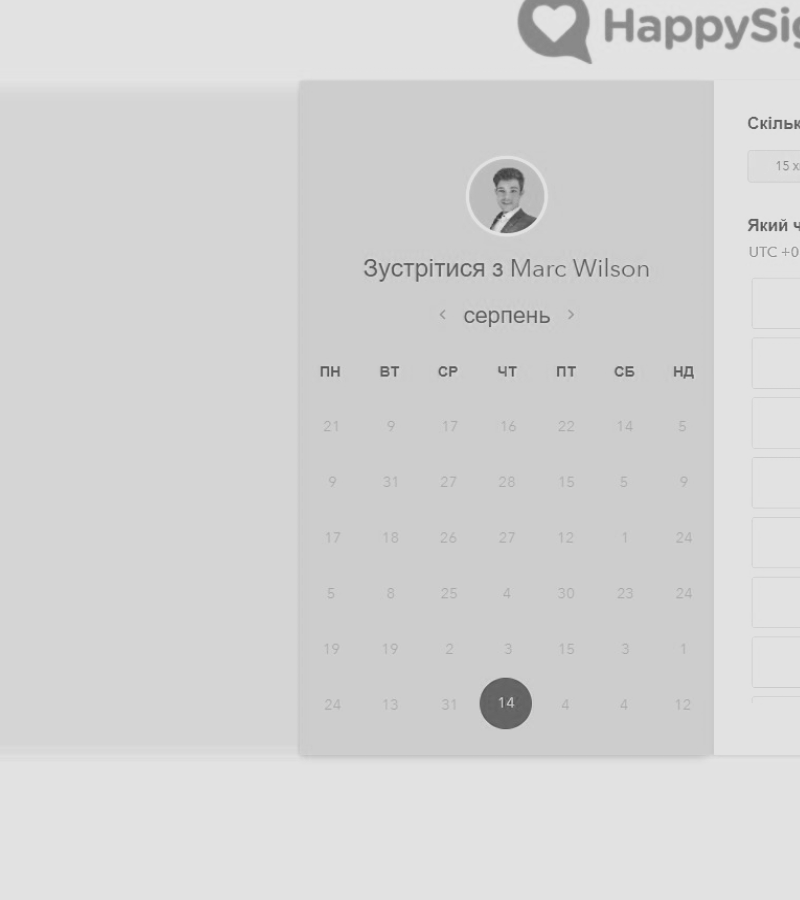 HappySig
Зустрітися з Marc Wilson
серпень
ПН ВТ СР ЧТ ПТ СБ НД
21 9 17 16 22 14 5
9 31 27 28 15 5 9
17 18 26 27 12 1 24
5 8 25 4 30 23 24
19 19 2 3 15 3 1
24 13 31 14 4 4 12
Скільк
15 х
Який ч
UTC +0